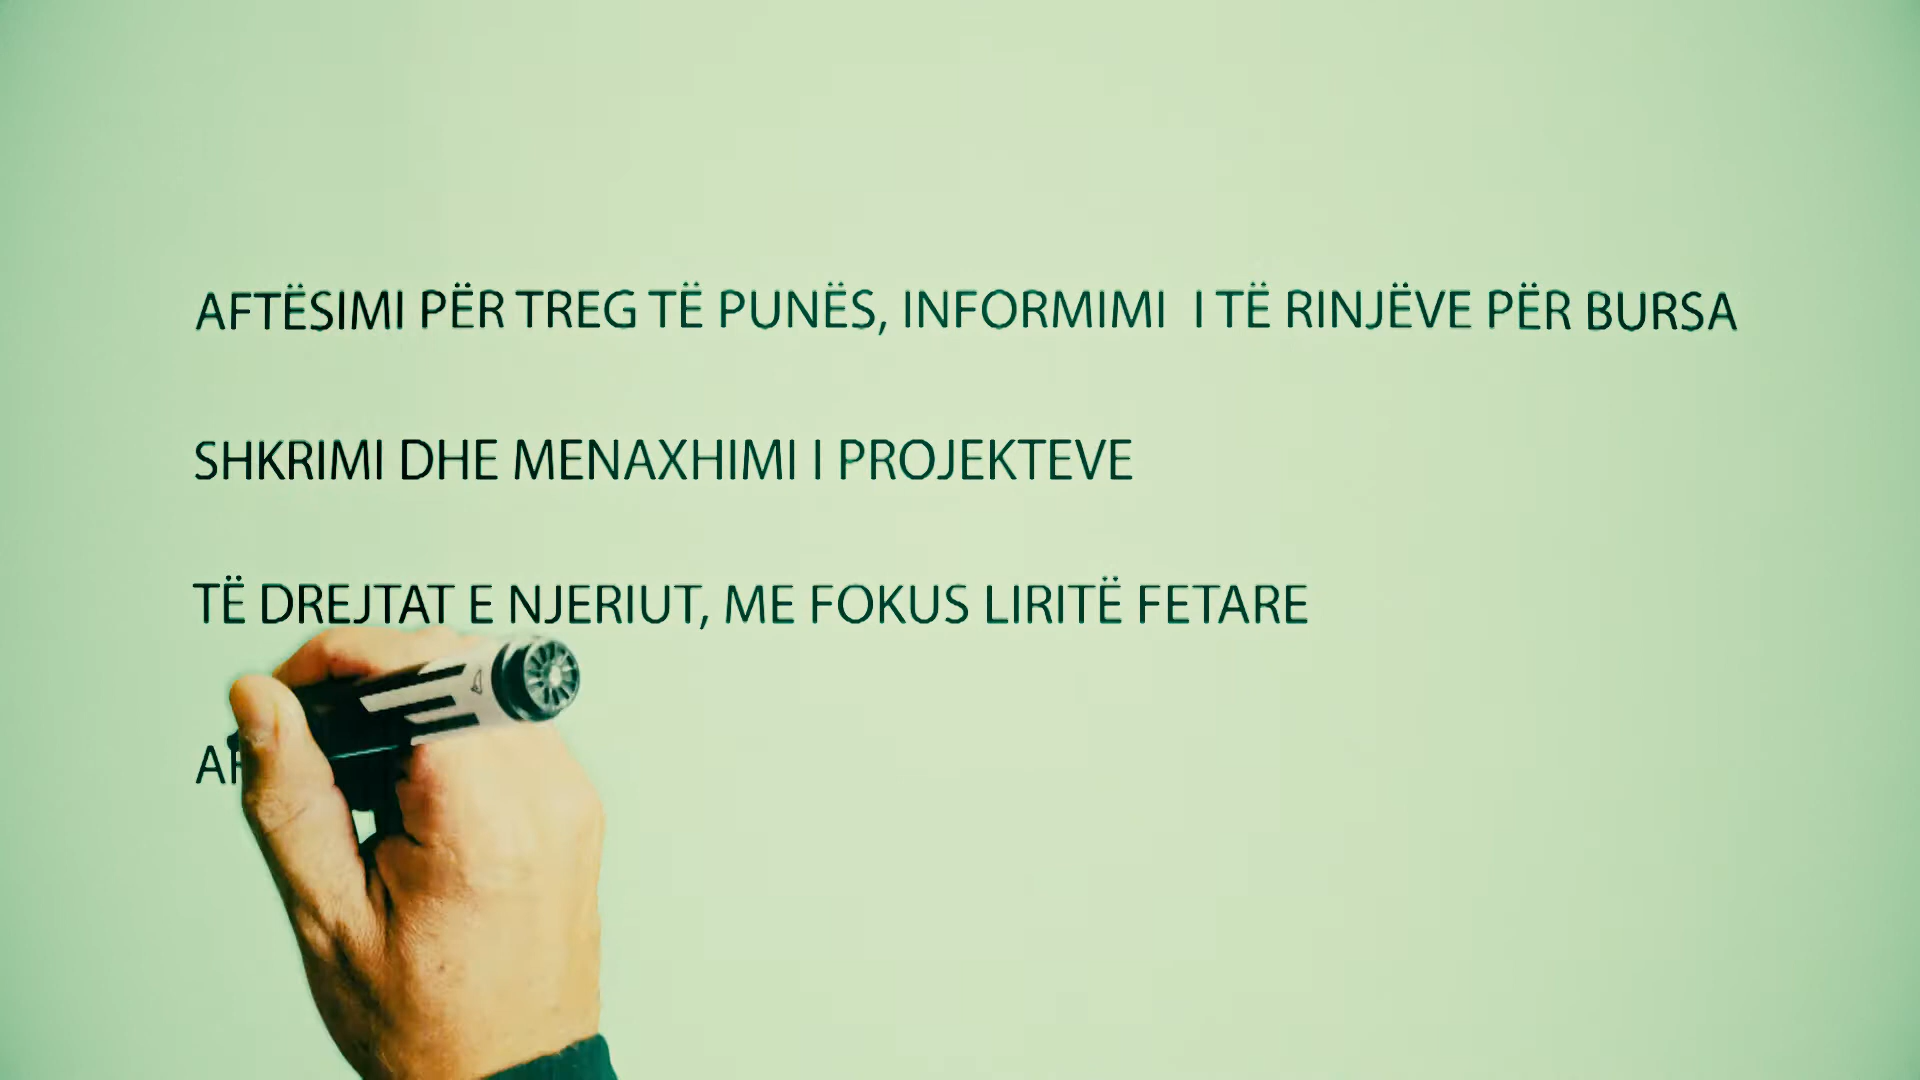 AFTËSIMI PËR TREG TË PUNËS, INFORMIMI I TË RINJËVE PËR BURSA
SHKRIMI DHE MENAXHIMI I PROJEKTEVE
TË DREJTAT E NJERIUT, ME FOKUS LIRITË FETARE